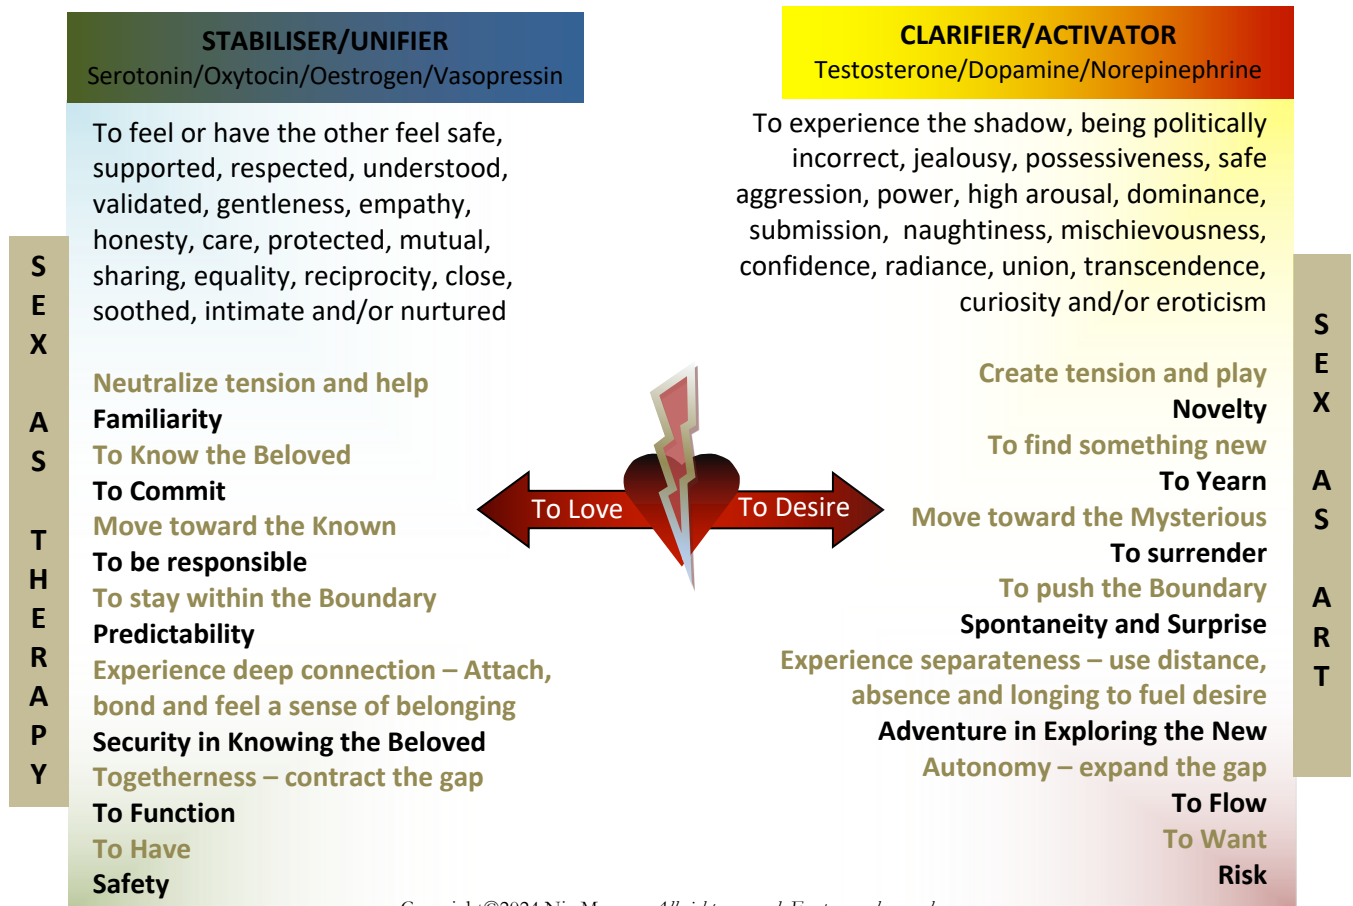 STABILISER/UNIFIER
Serotonin/Oxytocin/Oestrogen/Vasopressin
To feel or have the other feel safe,
supported, respected, understood,
validated, gentleness, empathy,
honesty, care, protected, mutual,
sharing, equality, reciprocity, close,
soothed, intimate and/or nurtured
Neutralize tension and help
Familiarity
To Know the Beloved
To Commit
Move toward the Known
To be responsible
To stay within the Boundary
Predictability
Experience deep connection – Attach,
bond and feel a sense of belonging
Security in Knowing the Beloved
Togetherness – contract the gap
To Function
To Have
Safety
SEX AS THERAPY
To Love
To Desire
CLARIFIER/ACTIVATOR
Testosterone/Dopamine/Norepinephrine
To experience the shadow, being politically
incorrect, jealousy, possessiveness, safe
aggression, power, high arousal, dominance,
submission, naughtiness, mischievousness,
confidence, radiance, union, transcendence,
curiosity and/or eroticism
Create tension and play
Novelty
To find something new
To Yearn
Move toward the Mysterious
To surrender
To push the Boundary
Spontaneity and Surprise
Experience separateness – use distance,
absence and longing to fuel desire
Adventure in Exploring the New
Autonomy – expand the gap
To Flow
To Want
Risk
SEX AS ART